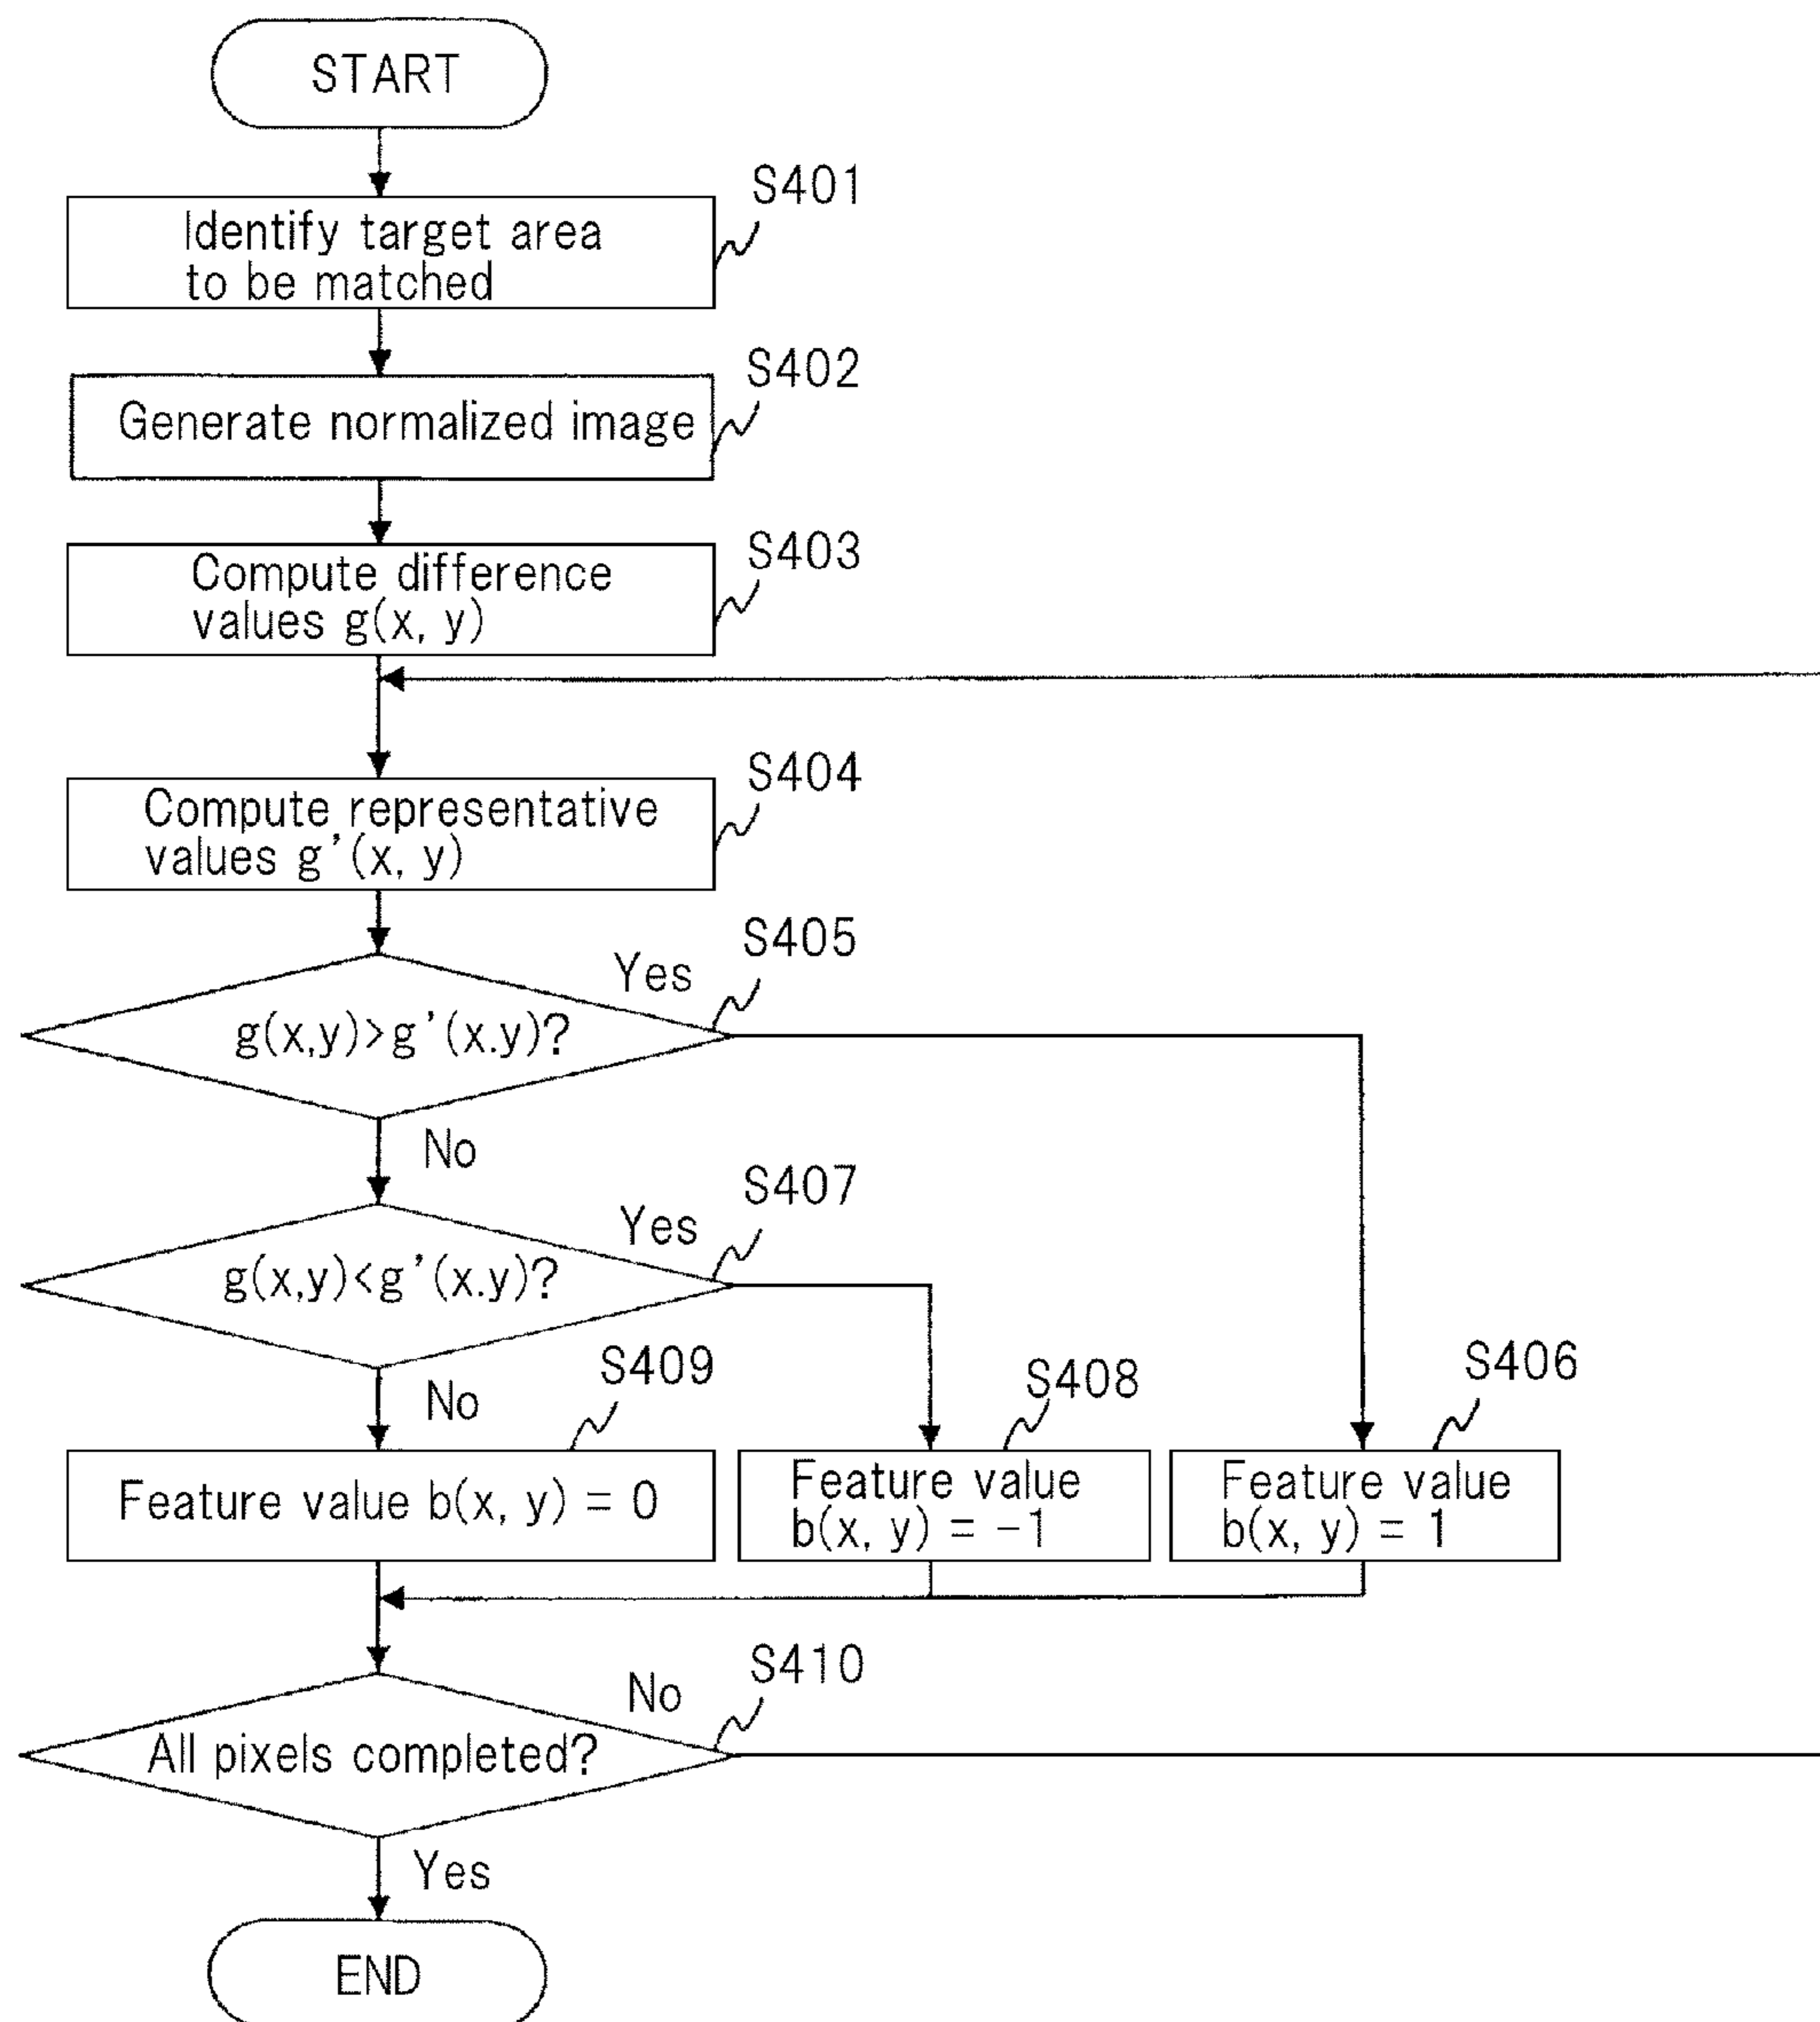 START
S401
Identify target area
to be matched
S402
Generate normalized image
S403
Compute difference
values g(x, y)
S404
Compute representative
values g'(x, y)
S405
Yes
g(x,y)>g'(x.y)?
No
S407
Yes
g(x,y)<g'(x.y)?
No
S409
S408
S406
Feature value b(x, y) = 0
Feature value
b(x, y) = -1
Feature value
b(x, y) = 1
S410
No
All pixels completed?
Yes
END